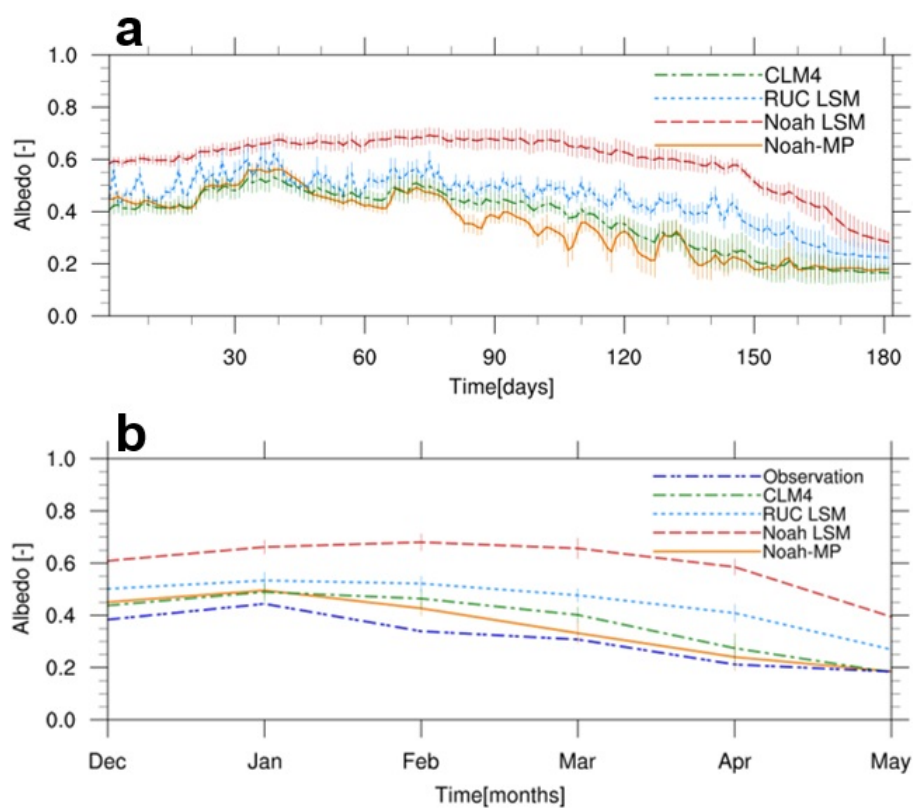 a
1.0
0.8
0.6
0.4
0.2
0.0
Albedo [-]
CLM4
RUC LSM
Noah LSM
Noah-MP
30 60 90 120 150 180
Time[days]
b
1.0
0.8
0.6
0.4
0.2
0.0
Albedo [-]
Observation
CLM4
RUC LSM
Noah LSM
Noah-MP
Dec Jan Feb Mar Apr May
Time[months]